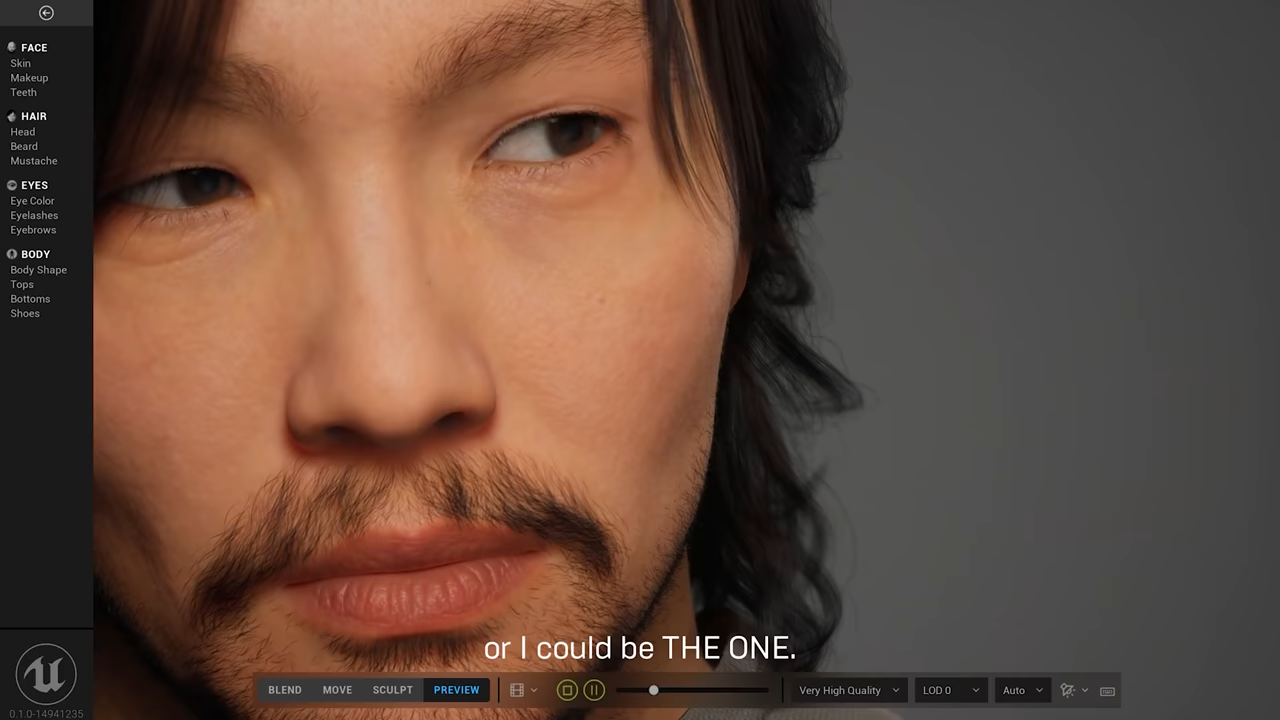 FACE
Skin
Makeup
Teeth
HAIR
Head
Beard
Mustache
EYES
Eye Color
Eyelashes
Eyebrows
BODY
Body Shape
Tops
Bottoms
Shoes
or I could be THE ONE.
BLEND MOVE SCULPT PREVIEW Very High Quality LOD 0 Auto
0.1.0-14941235